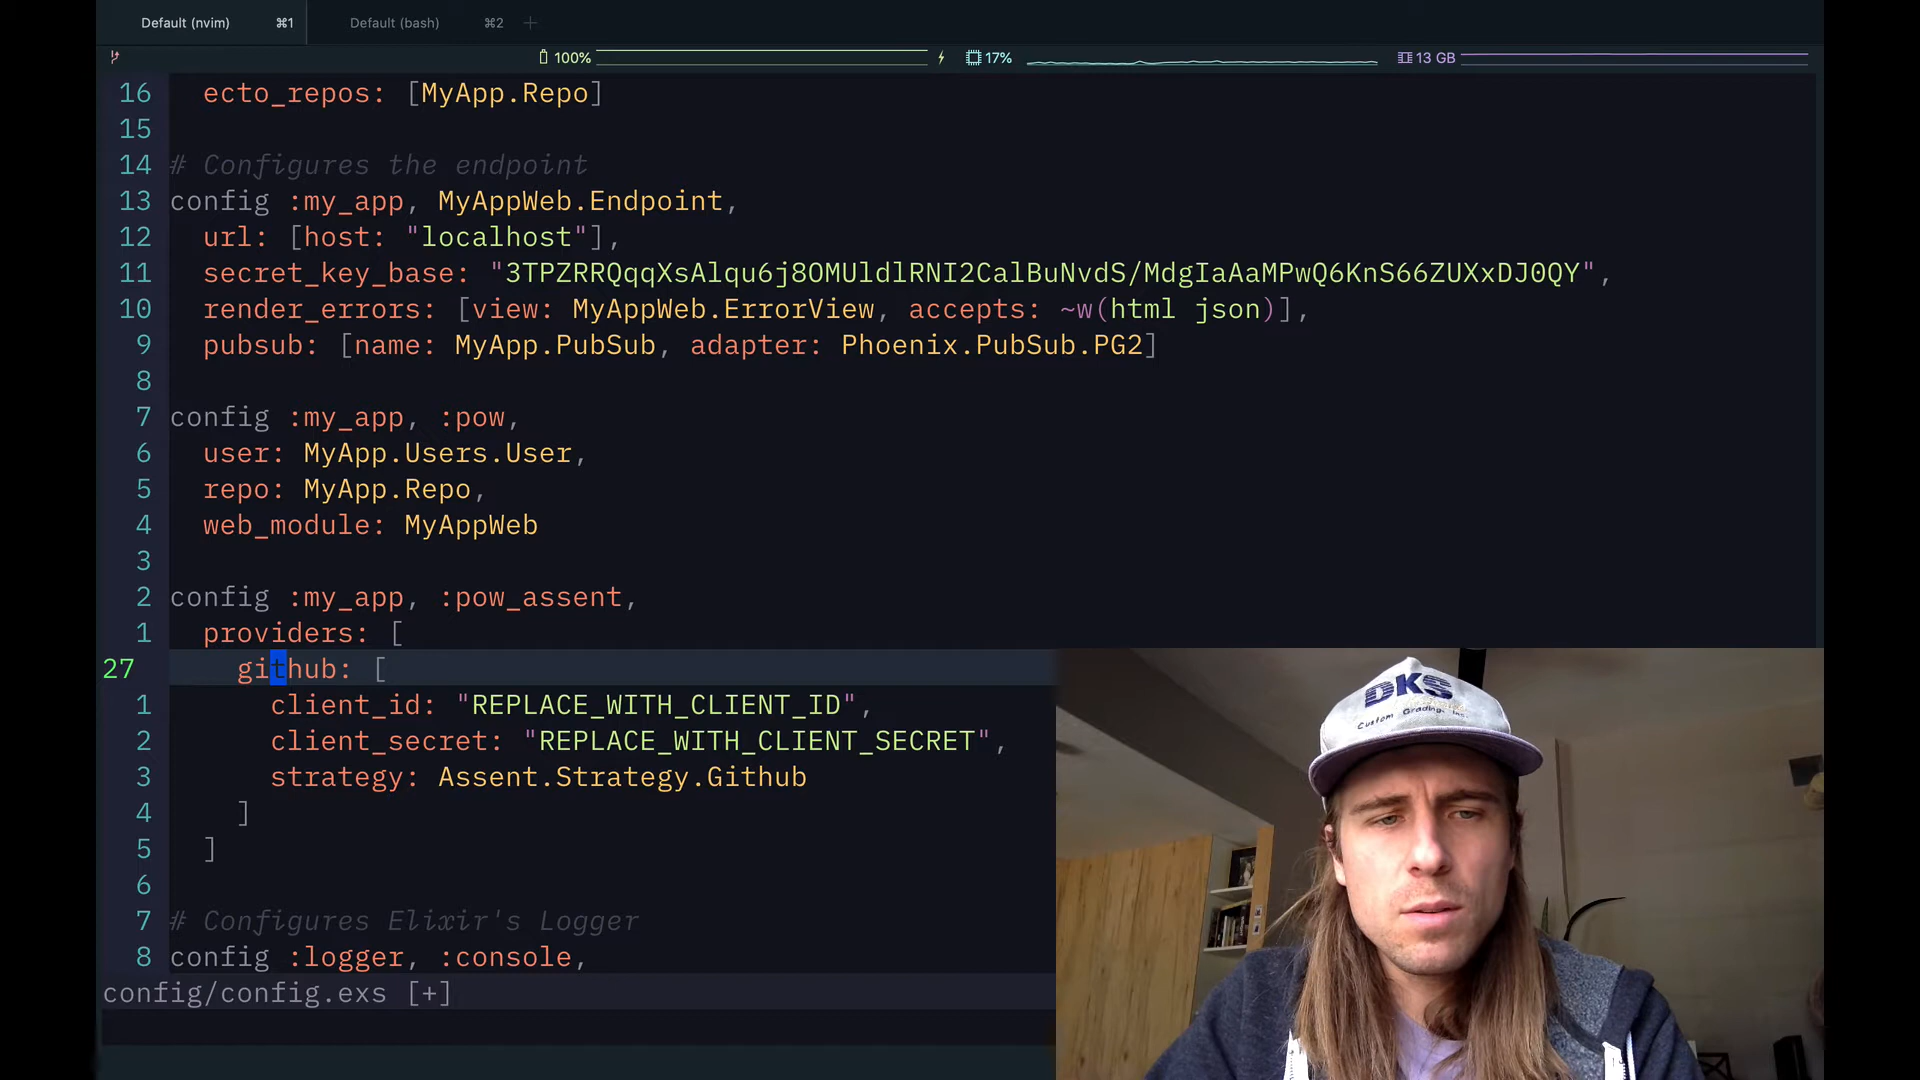 Default (nvim) ⌘1 Default (bash) ⌘2 +
100% 17% 13 GB
16 ecto_repos: [MyApp.Repo]
15
14 # Configures the endpoint
13 config :my_app, MyAppWeb.Endpoint,
12 url: [host: "localhost"],
11 secret_key_base: "3TPZRRQqqXsAlqu6j8OMUldlRNI2CalBuNvdS/MdgIaAaMPwQ6KnS66ZUXxDJ0QY",
10 render_errors: [view: MyAppWeb.ErrorView, accepts: ~w(html json)],
9 pubsub: [name: MyApp.PubSub, adapter: Phoenix.PubSub.PG2]
8
7 config :my_app, :pow,
6 user: MyApp.Users.User,
5 repo: MyApp.Repo,
4 web_module: MyAppWeb
3
2 config :my_app, :pow_assent,
1 providers: [
27 github: [
1 client_id: "REPLACE_WITH_CLIENT_ID",
2 client_secret: "REPLACE_WITH_CLIENT_SECRET",
3 strategy: Assent.Strategy.Github
4 ]
5 ]
6
7 # Configures Elixir's Logger
8 config :logger, :console,
config/config.exs [+]
DKS
Custom Grading, Inc.